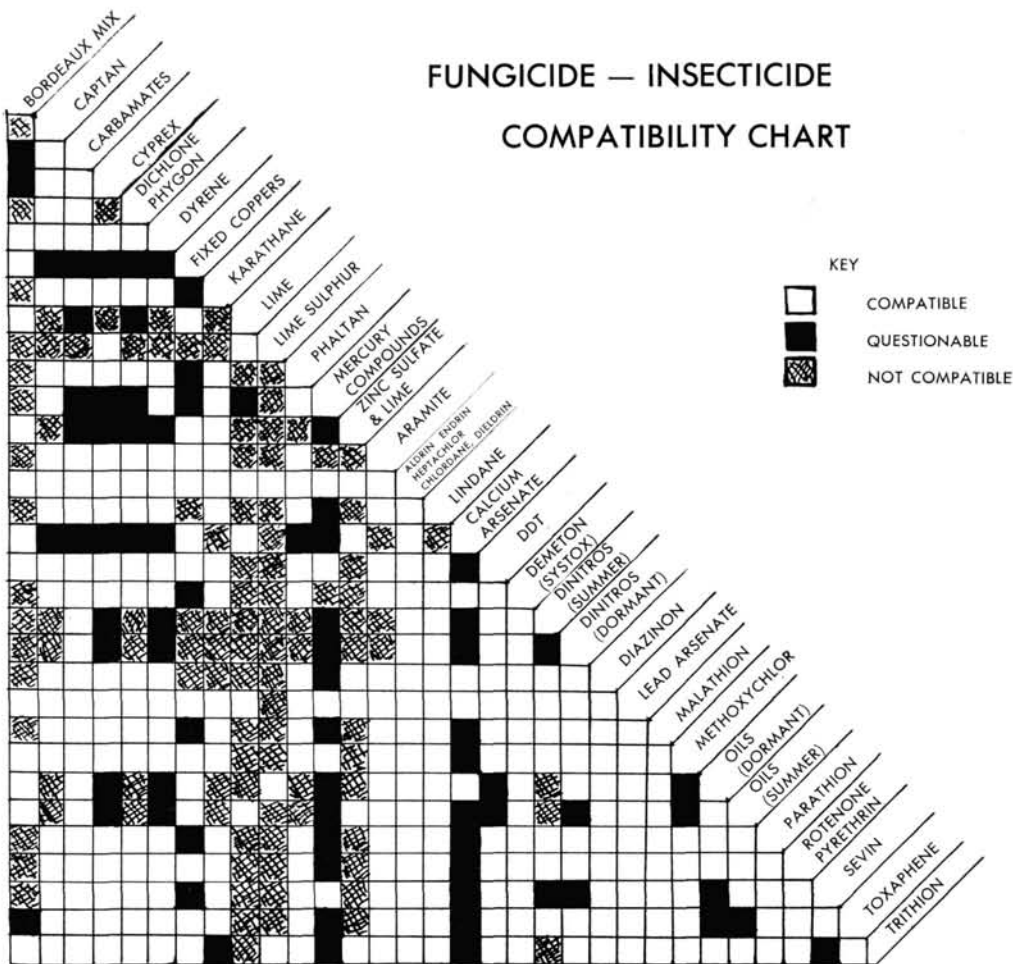 FUNGICIDE — INSECTICIDE
COMPATIBILITY CHART
KEY
COMPATIBLE
QUESTIONABLE
NOT COMPATIBLE
BORDEAUX MIX
CAPTAN
CARBAMATES
CYPREX
DICHLONE
PHYGON
DYRENE
FIXED COPPERS
KARATHANE
LIME
LIME SULPHUR
PHALTAN
MERCURY
COMPOUNDS
ZINC SULFATE
& LIME
ARAMITE
ALDRIN ENDRIN
HEPTACHLOR
CHLORDANE, DIELDRIN
LINDANE
CALCIUM
ARSENATE
DDT
DEMETON
(SYSTOX)
DINITROS
(SUMMER)
DINITROS
(DORMANT)
DIAZINON
LEAD ARSENATE
MALATHION
METHOXYCHLOR
OILS
(DORMANT)
OILS
(SUMMER)
PARATHION
ROTENONE
PYRETHRIN
SEVIN
TOXAPHENE
TRITHION